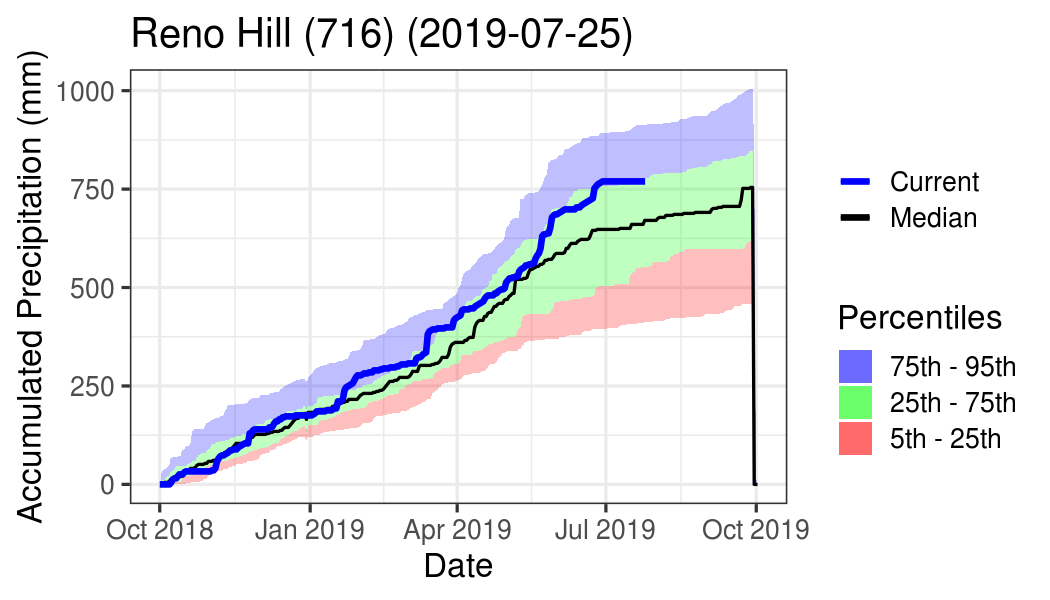 Reno Hill (716) (2019-07-25)
Accumulated Precipitation (mm)
1000
750
500
250
0
Oct 2018
Jan 2019
Apr 2019
Jul 2019
Oct 2019
Date
Current
Median
Percentiles
75th - 95th
25th - 75th
5th - 25th